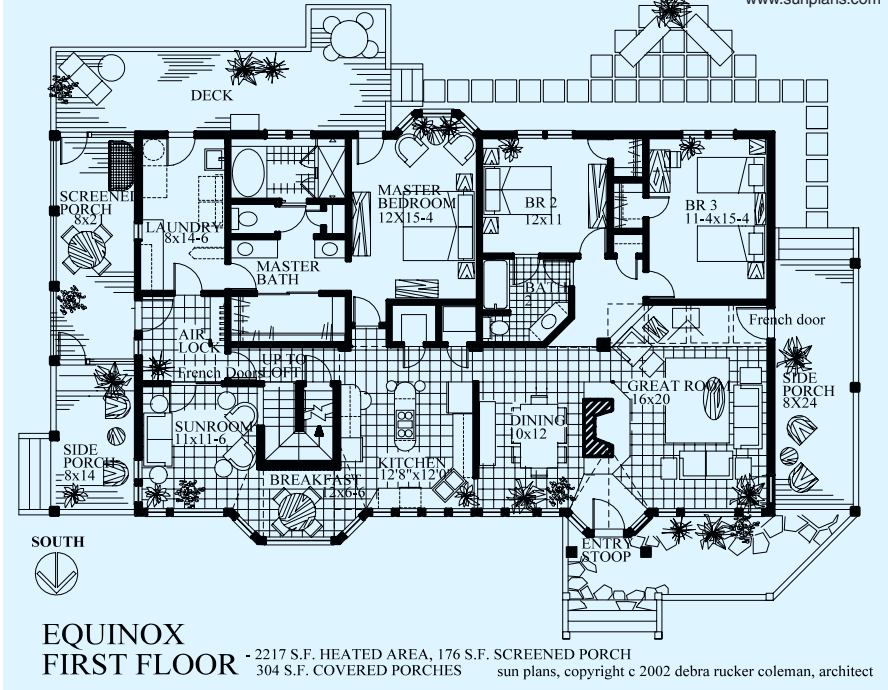 www.sunplans.com
DECK
SCREENED
PORCH
8x21
LAUNDRY
8x14-6
MASTER
BEDROOM
12X15-4
BR 2
12x11
BR 3
11-4x15-4
MASTER
BATH
BATH
2
AIR
LOCK
French Doors
UP TO
LOFT
French door
GREAT ROOM
16x20
SIDE
PORCH
8X24
SUNROOM
11x11-6
DINING
10x12
SIDE
PORCH
8x14
KITCHEN
12'8"x12'0"
BREAKFAST
12x6-6
ENTRY
STOOP
SOUTH
EQUINOX
FIRST FLOOR
- 2217 S.F. HEATED AREA, 176 S.F. SCREENED PORCH
304 S.F. COVERED PORCHES
sun plans, copyright c 2002 debra rucker coleman, architect